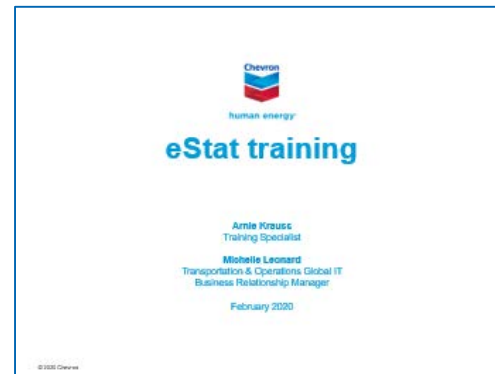 Chevron
human energy®
eStat training
Arnie Krauss
Training Specialist
Michelle Leonard
Transportation & Operations Global IT
Business Relationship Manager
February 2020
© 2020 Chevron